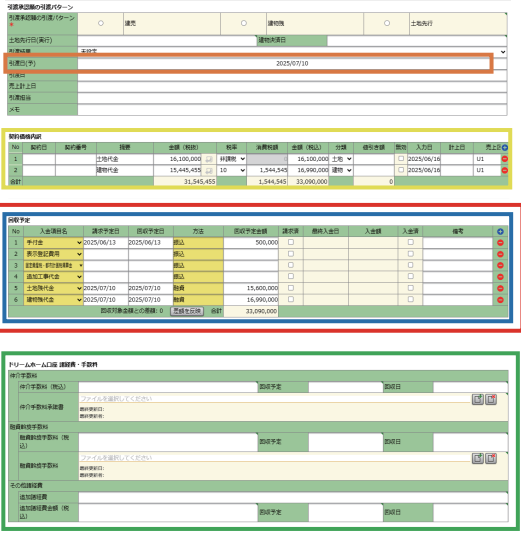 引渡承認願の引渡パターン
引渡承認願の引渡パターン * 建売 建物残 土地先行
土地先行日(実行) 建物決済日
引渡結果 未設定
引渡日(予) 2025/07/10
引渡日
売上計上日
引渡担当
メモ
契約価格内訳
No 契約日 契約番号 摘要 金額 (税抜) 税率 消費税額 金額 (税込) 分類 値引き額 無効 入力日 計上日
1 土地代金 16,100,000 非課税 0 16,100,000 土地 2025/06/16 U1
2 建物代金 15,445,455 10 1,544,545 16,990,000 建物 2025/06/16 U1
合計 31,545,455 1,544,545 33,090,000 0
回収予定
No 入金項目名 請求予定日 回収予定日 方法 回収予定金額 請求済 最終入金日 入金額 入金済 備考
1 手付金 2025/06/13 2025/06/13 振込 500,000
2 表示登記費用 振込
3 振込
4 追加工事代金 振込
5 土地残代金 2025/07/10 2025/07/10 融資 15,600,000
6 建物残代金 2025/07/10 2025/07/10 融資 16,990,000
回収対象金額との差額: 0 差額を反映 合計 33,090,000
ドリームホーム口座 諸経費・手数料
仲介手数料
仲介手数料 (税込) 回収予定 回収日
仲介手数料承諾書 ファイルを選択してください
最終更新日:
最終更新者:
融資斡旋手数料
融資斡旋手数料 (税込) 回収予定 回収日
融資斡旋手数料 ファイルを選択してください
最終更新日:
最終更新者:
その他諸経費
追加諸経費
追加諸経費金額 (税込) 回収予定 回収日